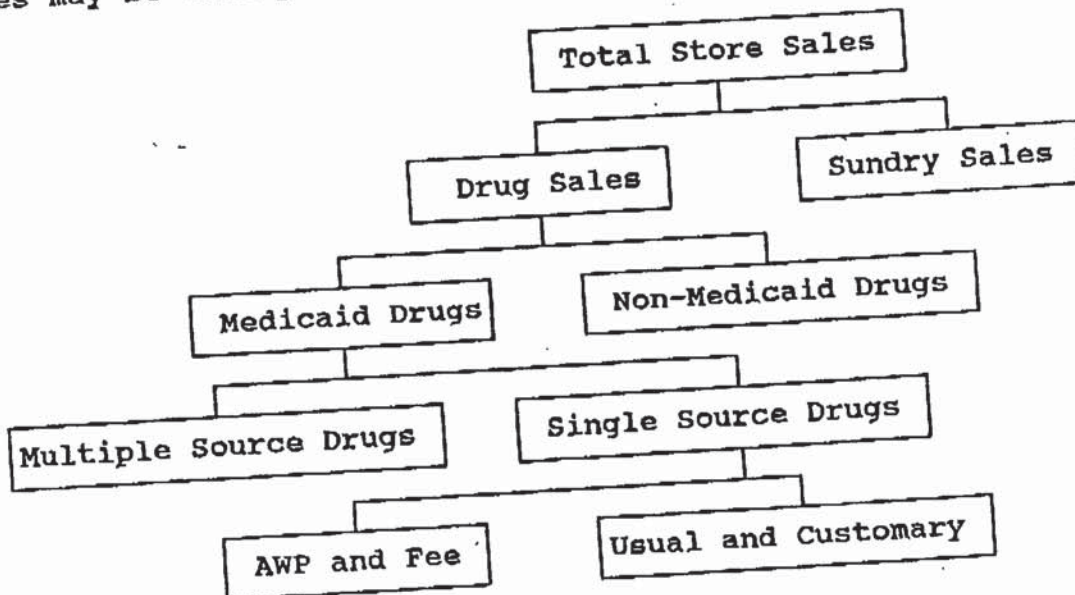 Total Store Sales
Drug Sales
Sundry Sales
Medicaid Drugs
Non-Medicaid Drugs
Multiple Source Drugs
Single Source Drugs
AWP and Fee
Usual and Customary